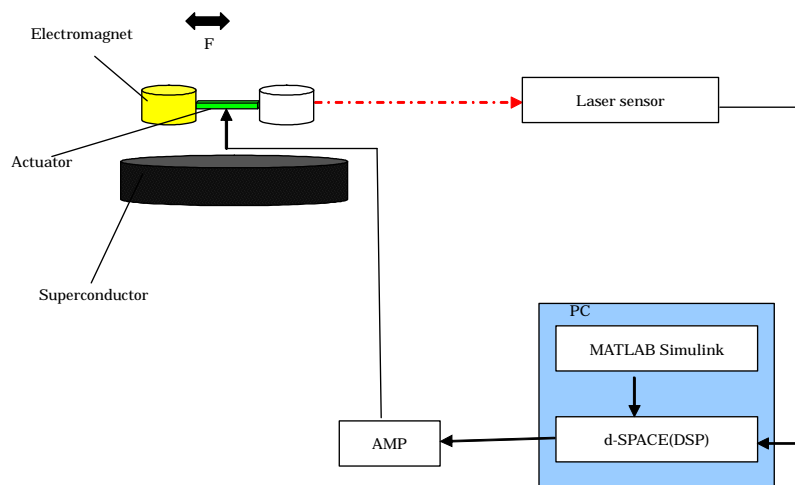 Electromagnet
F
Laser sensor
Actuator
Superconductor
PC
MATLAB Simulink
d-SPACE(DSP)
AMP